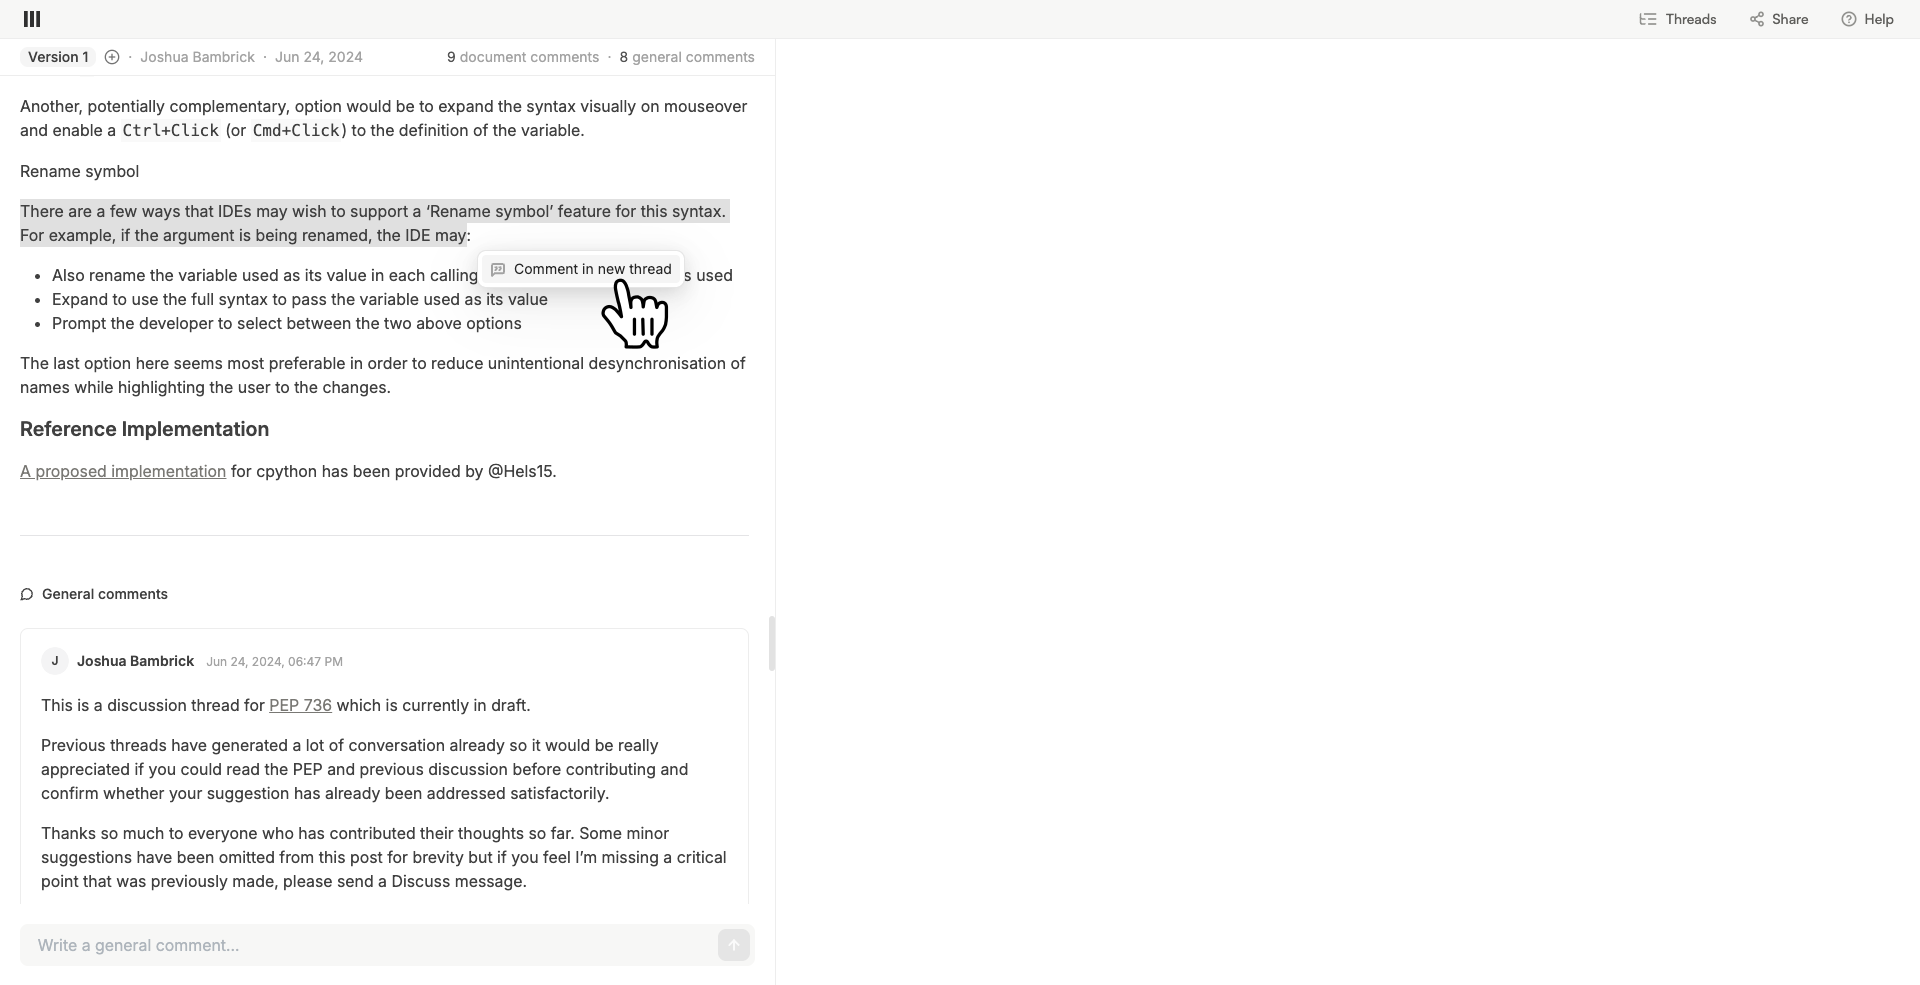 Threads
Share
Help
Version 1 · Joshua Bambrick · Jun 24, 2024
9 document comments · 8 general comments
Another, potentially complementary, option would be to expand the syntax visually on mouseover
and enable a Ctrl+Click (or Cmd+Click) to the definition of the variable.
Rename symbol
There are a few ways that IDEs may wish to support a ‘Rename symbol’ feature for this syntax.
For example, if the argument is being renamed, the IDE may:
• Also rename the variable used as its value in each calling
s used
Comment in new thread
• Expand to use the full syntax to pass the variable used as its value
• Prompt the developer to select between the two above options
The last option here seems most preferable in order to reduce unintentional desynchronisation of
names while highlighting the user to the changes.
Reference Implementation
A proposed implementation for cpython has been provided by @Hels15.
General comments
J Joshua Bambrick Jun 24, 2024, 06:47 PM
This is a discussion thread for PEP 736 which is currently in draft.
Previous threads have generated a lot of conversation already so it would be really
appreciated if you could read the PEP and previous discussion before contributing and
confirm whether your suggestion has already been addressed satisfactorily.
Thanks so much to everyone who has contributed their thoughts so far. Some minor
suggestions have been omitted from this post for brevity but if you feel I’m missing a critical
point that was previously made, please send a Discuss message.
Write a general comment...